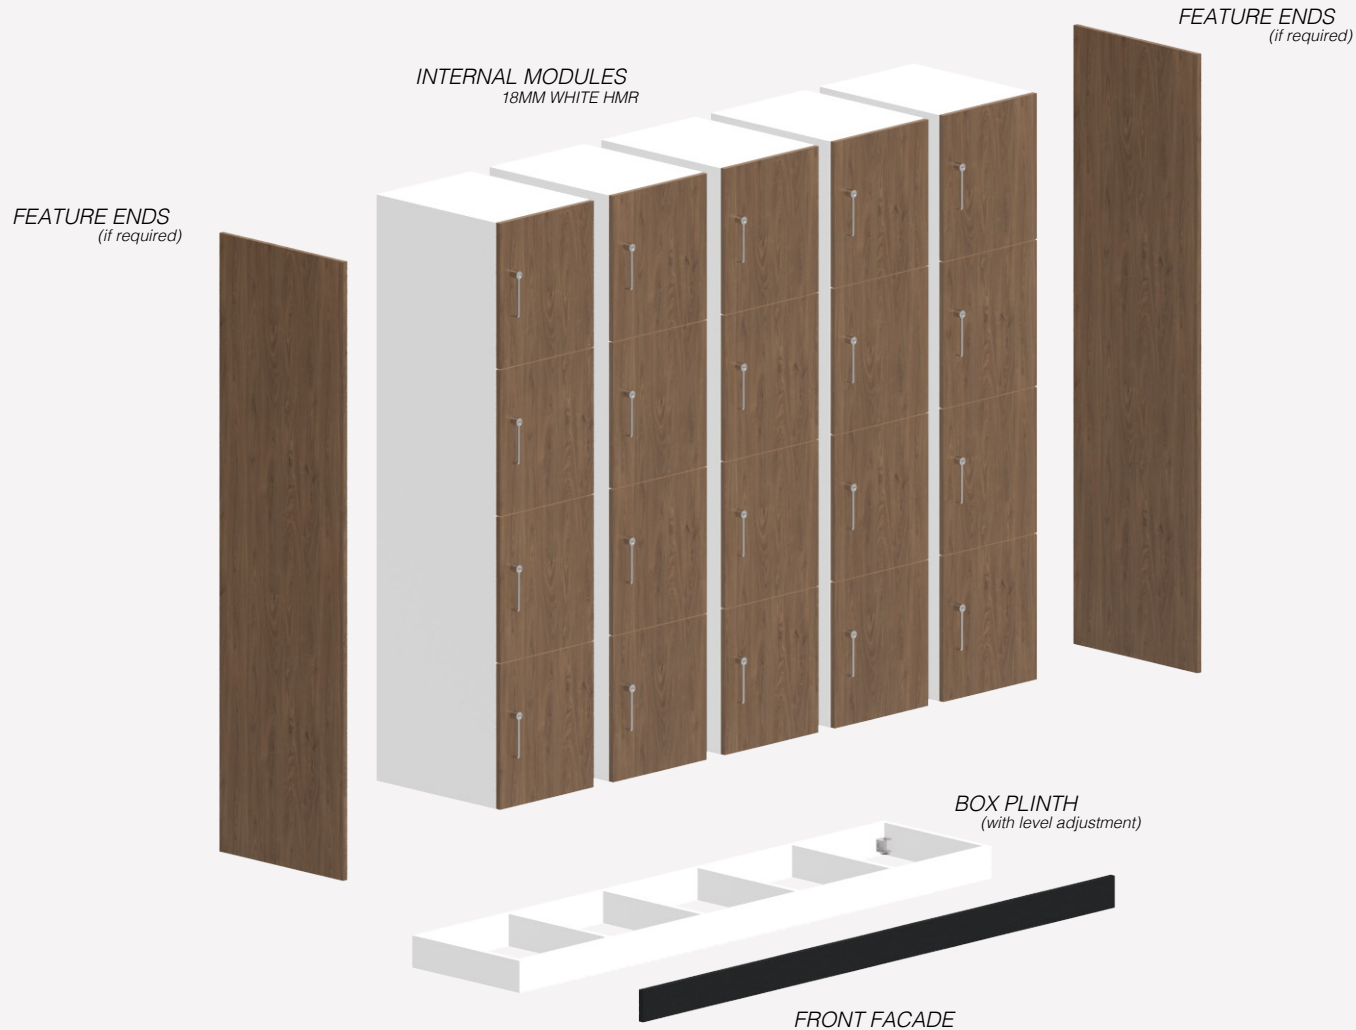 FEATURE ENDS
(if required)
INTERNAL MODULES
18MM WHITE HMR
FEATURE ENDS
(if required)
BOX PLINTH
(with level adjustment)
FRONT FACADE